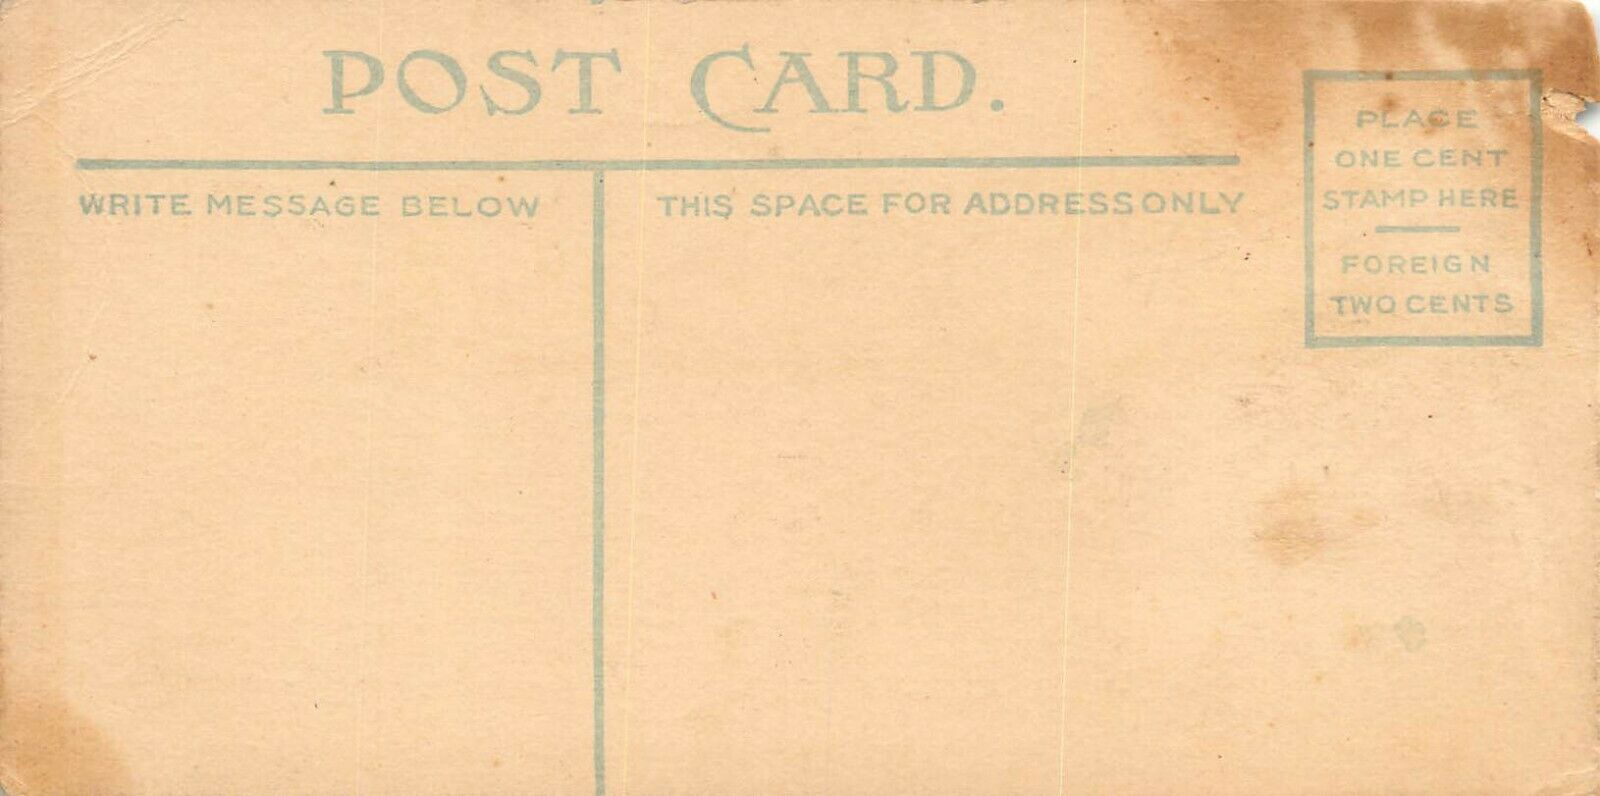 POST CARD.
WRITE MESSAGE BELOW
THIS SPACE FOR ADDRESS ONLY
PLACE
ONE CENT
STAMP HERE
FOREIGN
TWO CENTS